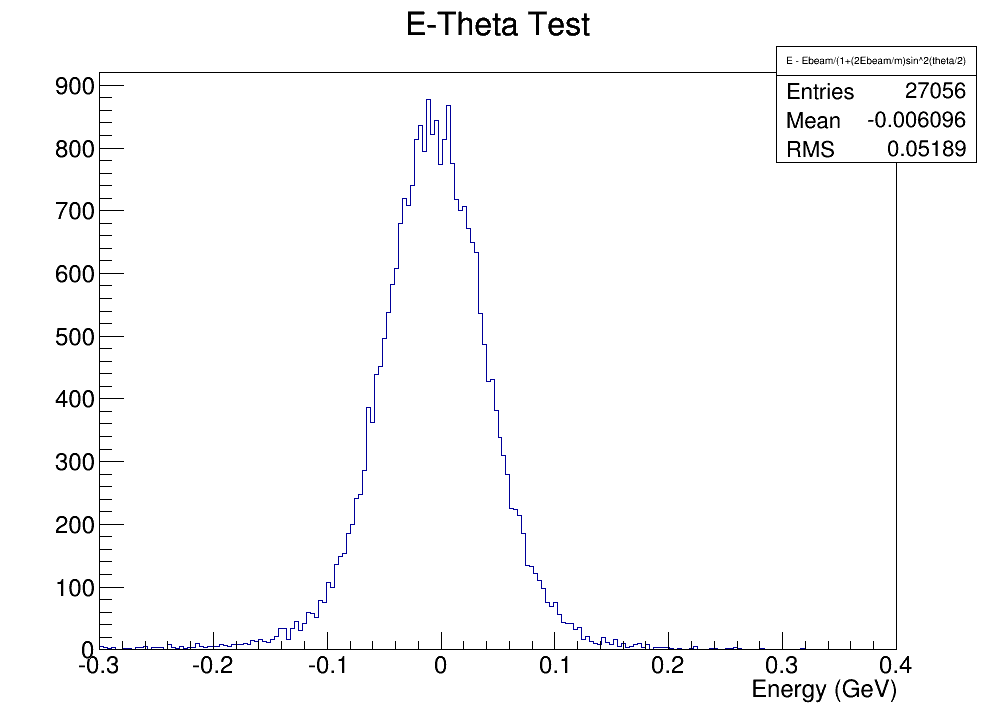 E-Theta Test
E - Ebeam/(1+(2Ebeam/m)sin^2(theta/2)
Entries 27056
Mean -0.006096
RMS 0.05189
900
800
700
600
500
400
300
200
100
0
-0.3 -0.2 -0.1 0 0.1 0.2 0.3 0.4
Energy (GeV)